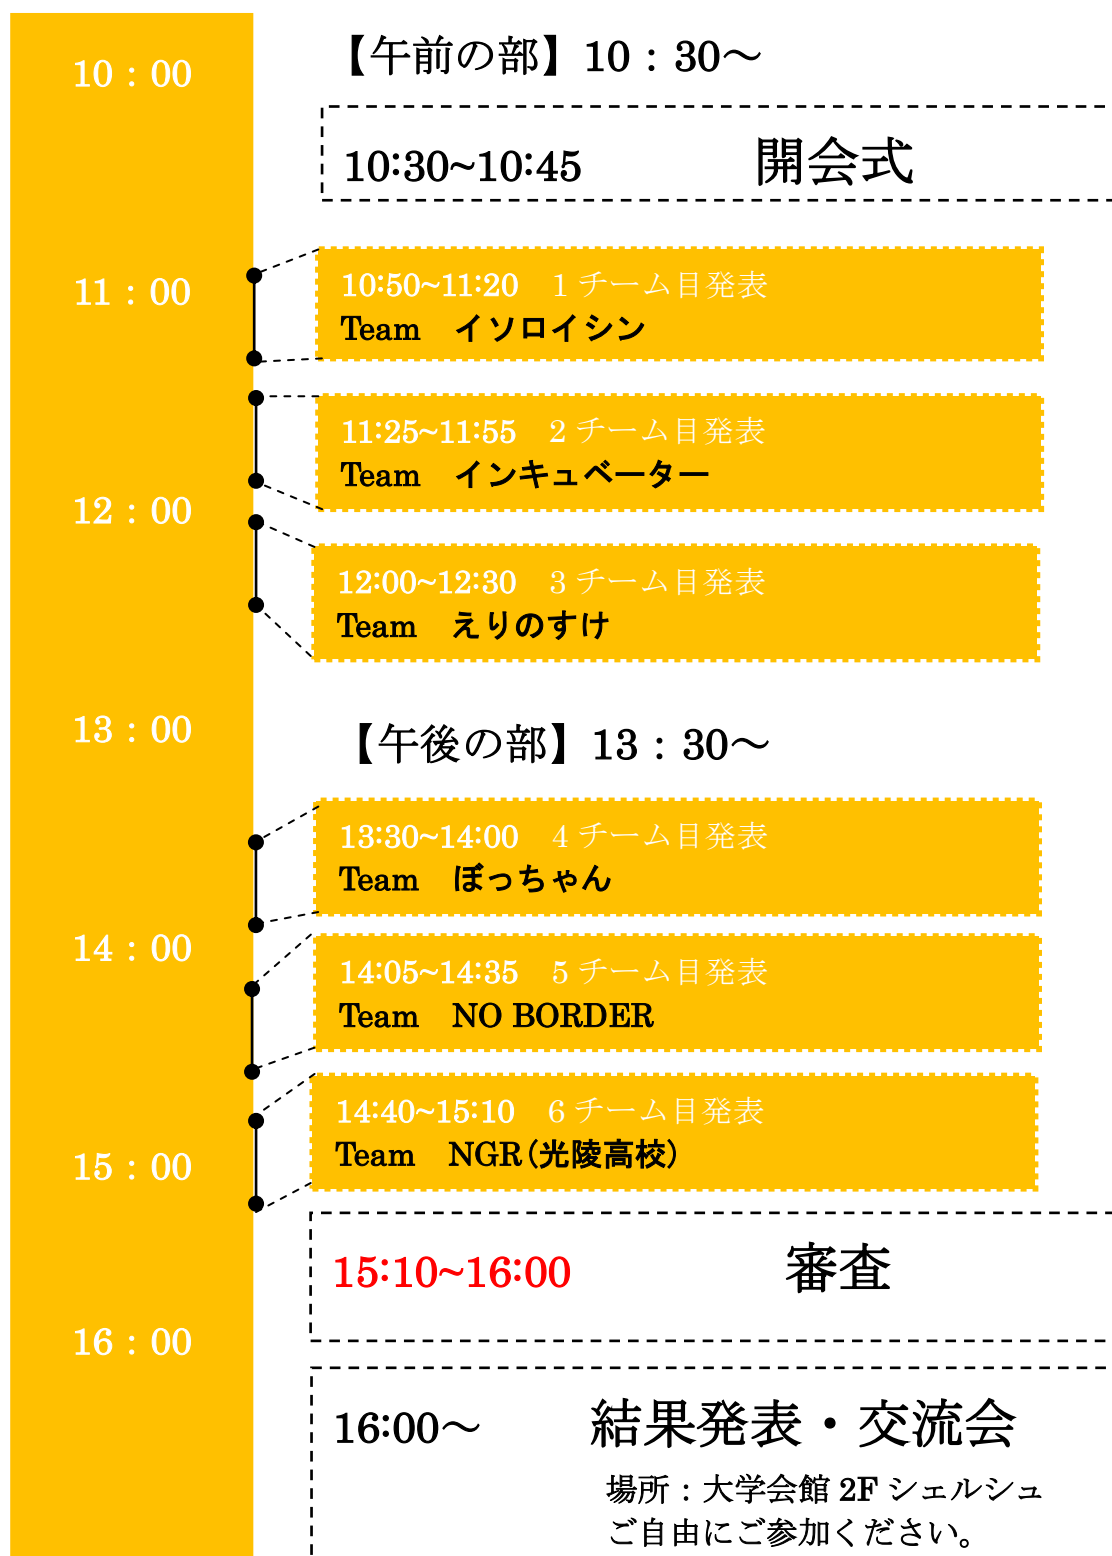 10：00
【午前の部】10：30～
10:30~10:45　開会式
11：00
10:50~11:20　1チーム目発表
Team　イソロイシン
11:25~11:55　2チーム目発表
Team　インキュベーター
12：00
12:00~12:30　3チーム目発表
Team　えりのすけ
13：00
【午後の部】13：30～
13:30~14:00　4チーム目発表
Team　ぼっちゃん
14：00
14:05~14:35　5チーム目発表
Team　NO BORDER
14:40~15:10　6チーム目発表
Team　NGR(光陵高校)
15：00
15:10~16:00　審査
16：00
16:00～　結果発表・交流会
場所：大学会館 2F シェルシュ
ご自由にご参加ください。